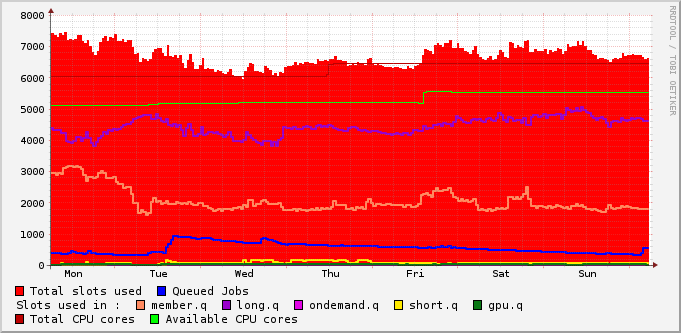 8000
7000
6000
5000
4000
3000
2000
1000
0
Mon Tue Wed Thu Fri Sat Sun
RRDTOOL / TOBI OETIKER
Total slots used Queued Jobs
Slots used in : member.q long.q ondemand.q short.q gpu.q
Total CPU cores Available CPU cores